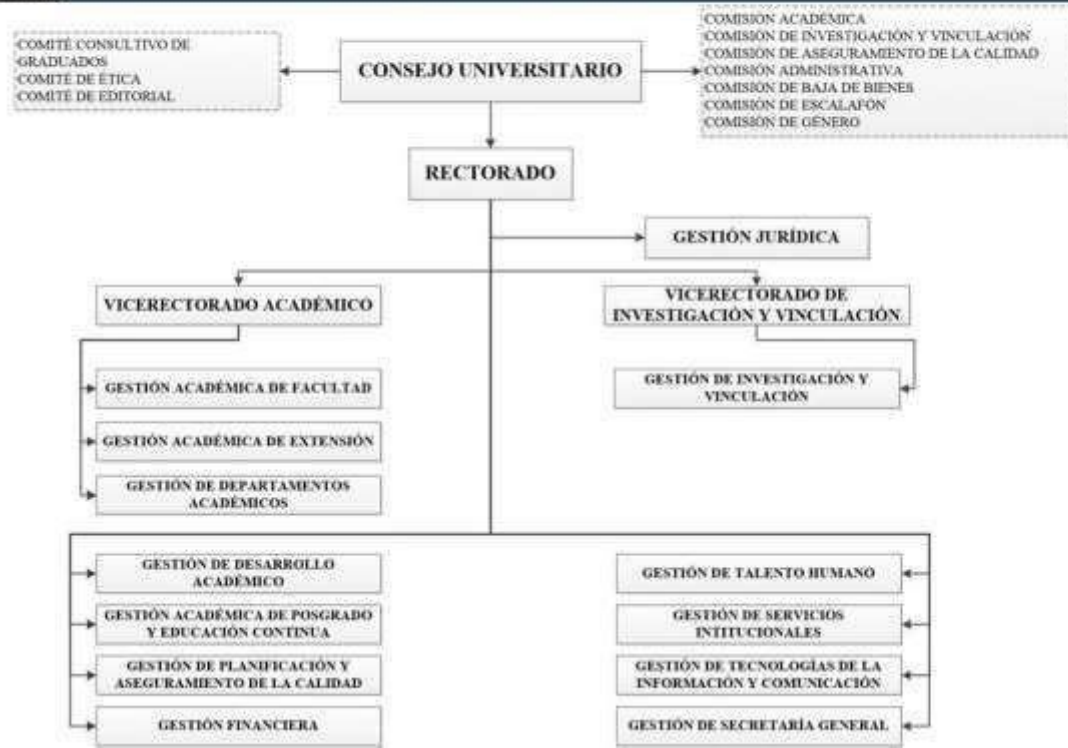 COMITÉ CONSULTIVO DE
GRADUADOS
COMITÉ DE ÉTICA
COMITÉ DE EDITORIAL
CONSEJO UNIVERSITARIO
COMISIÓN ACADÉMICA
COMISIÓN DE INVESTIGACIÓN Y VINCULACIÓN
COMISIÓN DE ASEGURAMIENTO DE LA CALIDAD
COMISIÓN ADMINISTRATIVA
COMISIÓN DE BAJA DE BIENES
COMISIÓN DE ESCALAFÓN
COMISIÓN DE GÉNERO
RECTORADO
GESTIÓN JURÍDICA
VICERECTORADO ACADÉMICO
VICERECTORADO DE
INVESTIGACIÓN Y VINCULACIÓN
GESTIÓN ACADÉMICA DE FACULTAD
GESTIÓN ACADÉMICA DE EXTENSIÓN
GESTIÓN DE DEPARTAMENTOS
ACADÉMICOS
GESTIÓN DE INVESTIGACIÓN Y
VINCULACIÓN
GESTIÓN DE DESARROLLO
ACADÉMICO
GESTIÓN ACADÉMICA DE POSGRADO
Y EDUCACIÓN CONTINUA
GESTIÓN DE PLANIFICACIÓN Y
ASEGURAMIENTO DE LA CALIDAD
GESTIÓN FINANCIERA
GESTIÓN DE TALENTO HUMANO
GESTIÓN DE SERVICIOS
INTITUCIONALES
GESTIÓN DE TECNOLOGÍAS DE LA
INFORMACIÓN Y COMUNICACIÓN
GESTIÓN DE SECRETARÍA GENERAL